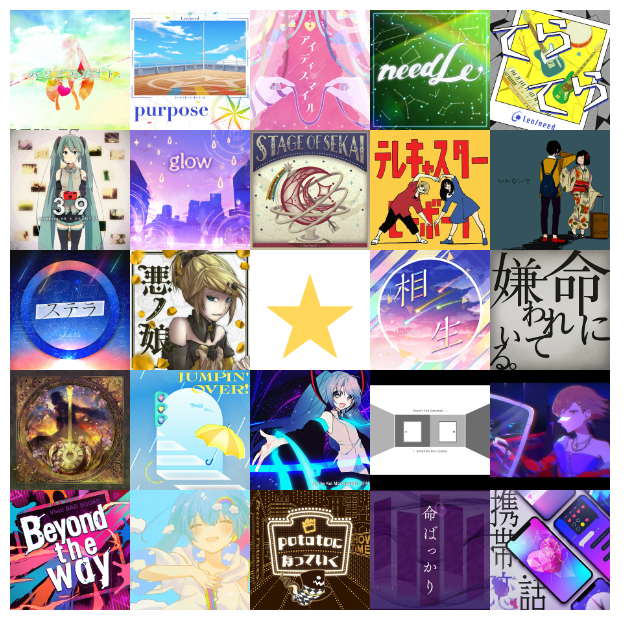 Leo/need
purpose
アイディスマイル
needLe
てらてら
Leo/need
39
glow
STAGE OF SEKAI
テレキャスタービーボーイ
ステラ
悪ノ娘
相生
命に嫌われている。
JUMPIN'
OVER!
Vivid BAD SQUAD
Beyond
the
way
potatoに
なっていく
SHOW
TIME
命ばっかり
携帯恋話